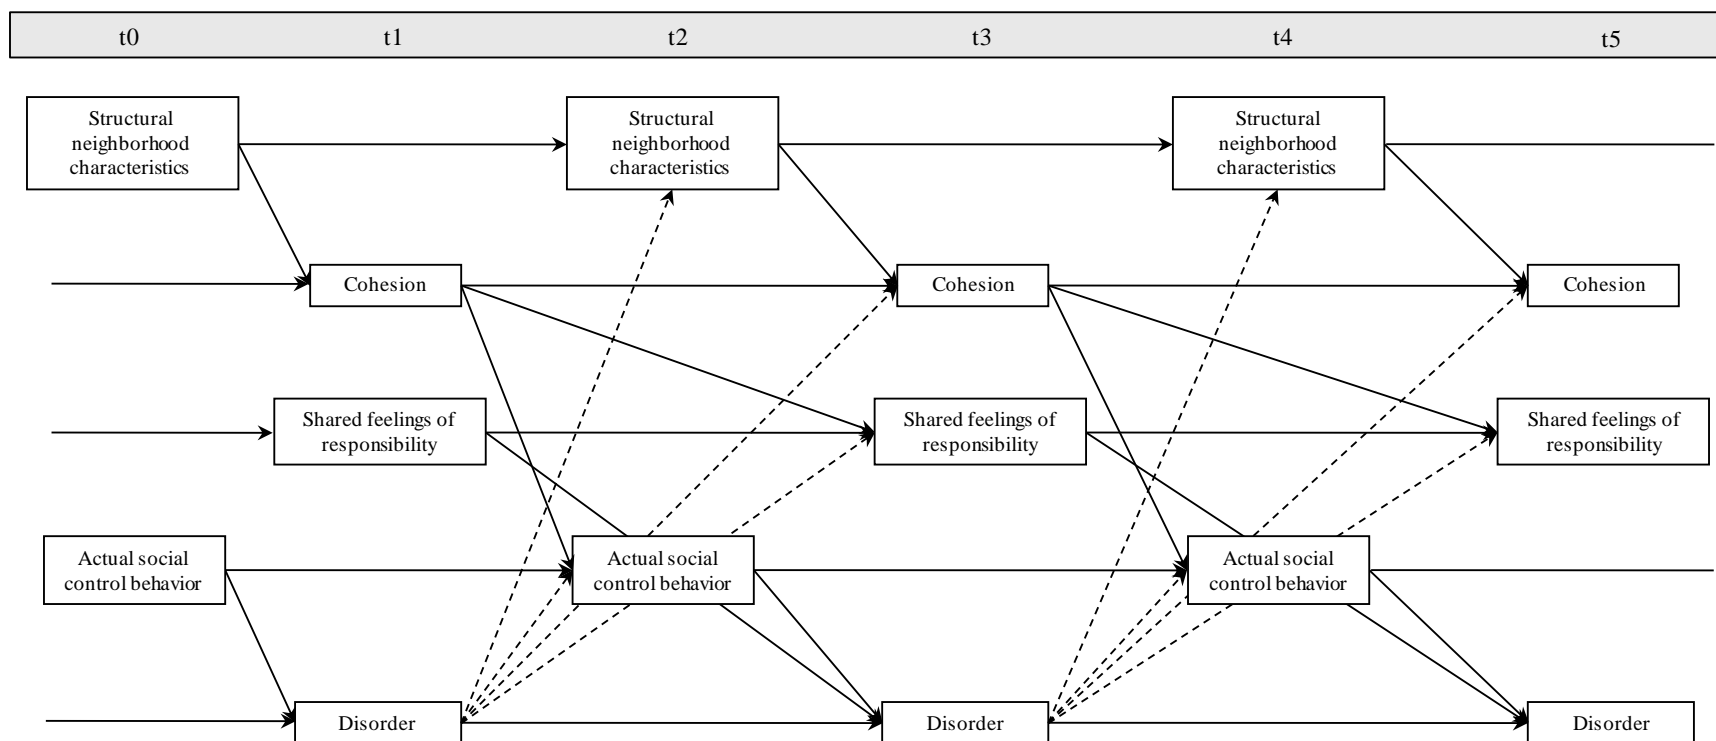 t0 t1 t2 t3 t4 t5
Structural
neighborhood
characteristics
Structural
neighborhood
characteristics
Structural
neighborhood
characteristics
Cohesion
Cohesion
Cohesion
Shared feelings of
responsibility
Shared feelings of
responsibility
Shared feelings of
responsibility
Actual social
control behavior
Actual social
control behavior
Actual social
control behavior
Disorder
Disorder
Disorder